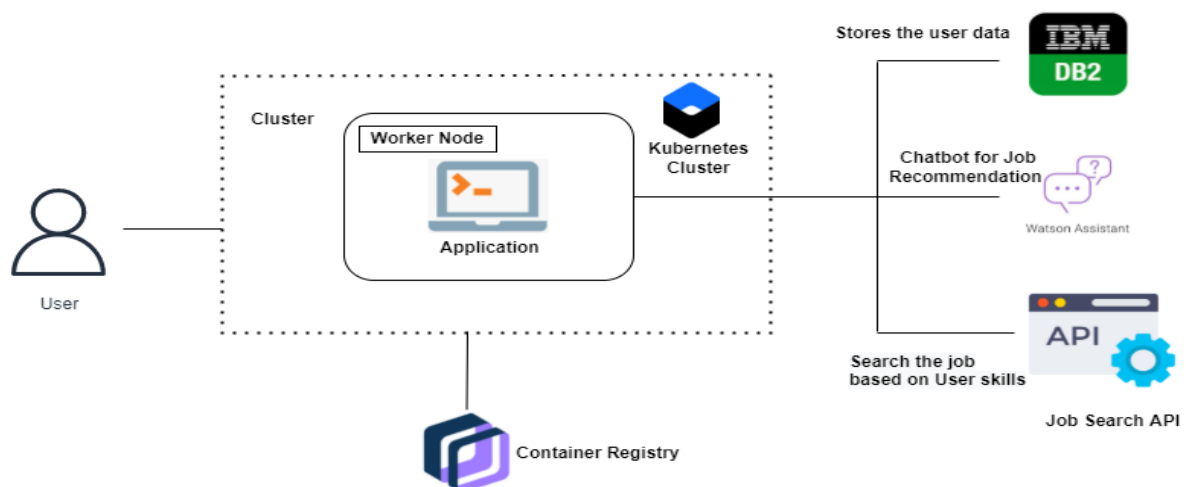 Stores the user data
IBM
DB2
Cluster
Worker Node
Kubernetes
Cluster
Application
Chatbot for Job
Recommendation
?
Watson Assistant
User
API
Search the job
based on User skills
Job Search API
Container Registry